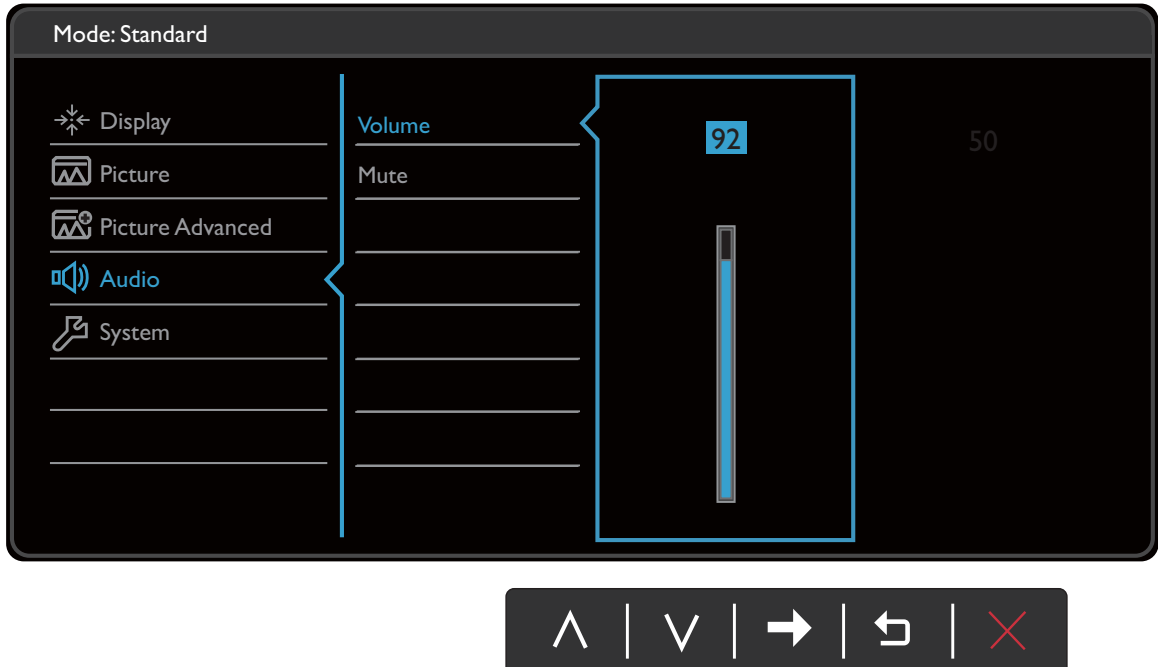 Mode: Standard
Display
Picture
Picture Advanced
Audio
System
Volume
Mute
92
50